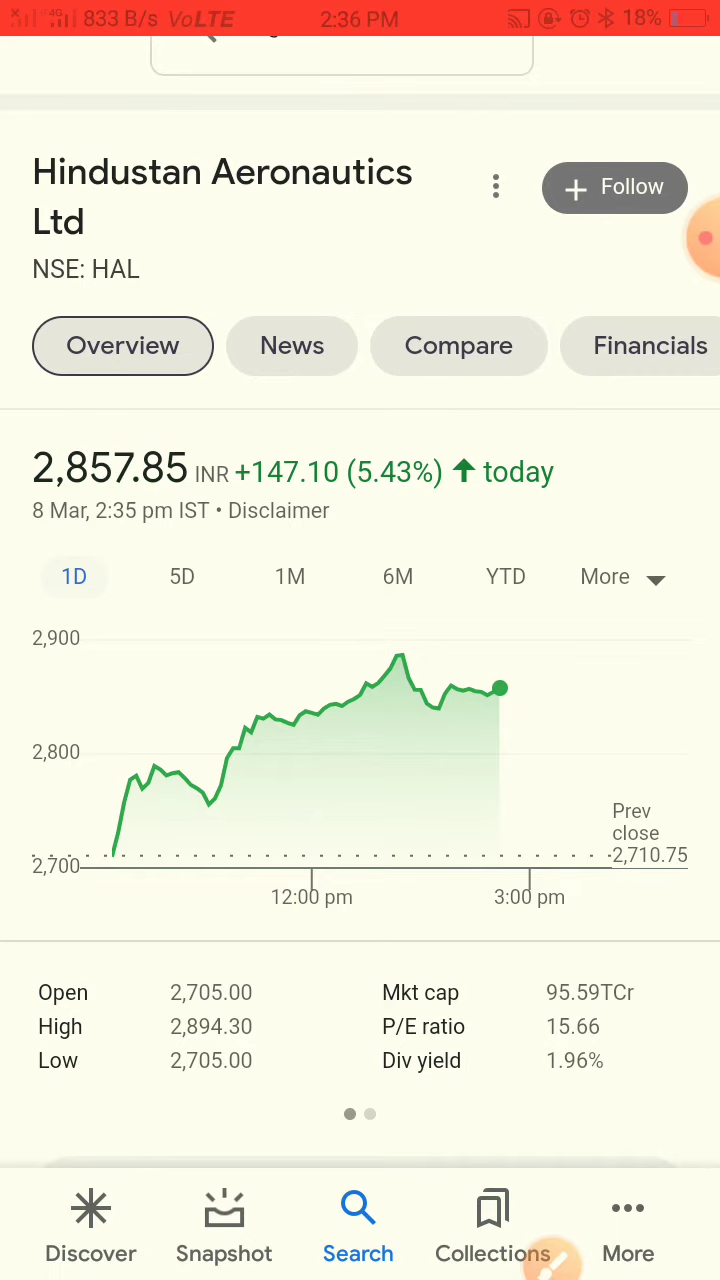 4G 833 B/s VoLTE 2:36 PM 18%
Hindustan Aeronautics
Ltd
+ Follow
NSE: HAL
Overview News Compare Financials
2,857.85 INR +147.10 (5.43%) ↑ today
8 Mar, 2:35 pm IST • Disclaimer
1D 5D 1M 6M YTD More
2,900
2,800
2,700
Prev
close
2,710.75
12:00 pm 3:00 pm
Open 2,705.00 Mkt cap 95.59TCr
High 2,894.30 P/E ratio 15.66
Low 2,705.00 Div yield 1.96%
Discover Snapshot Search Collections More